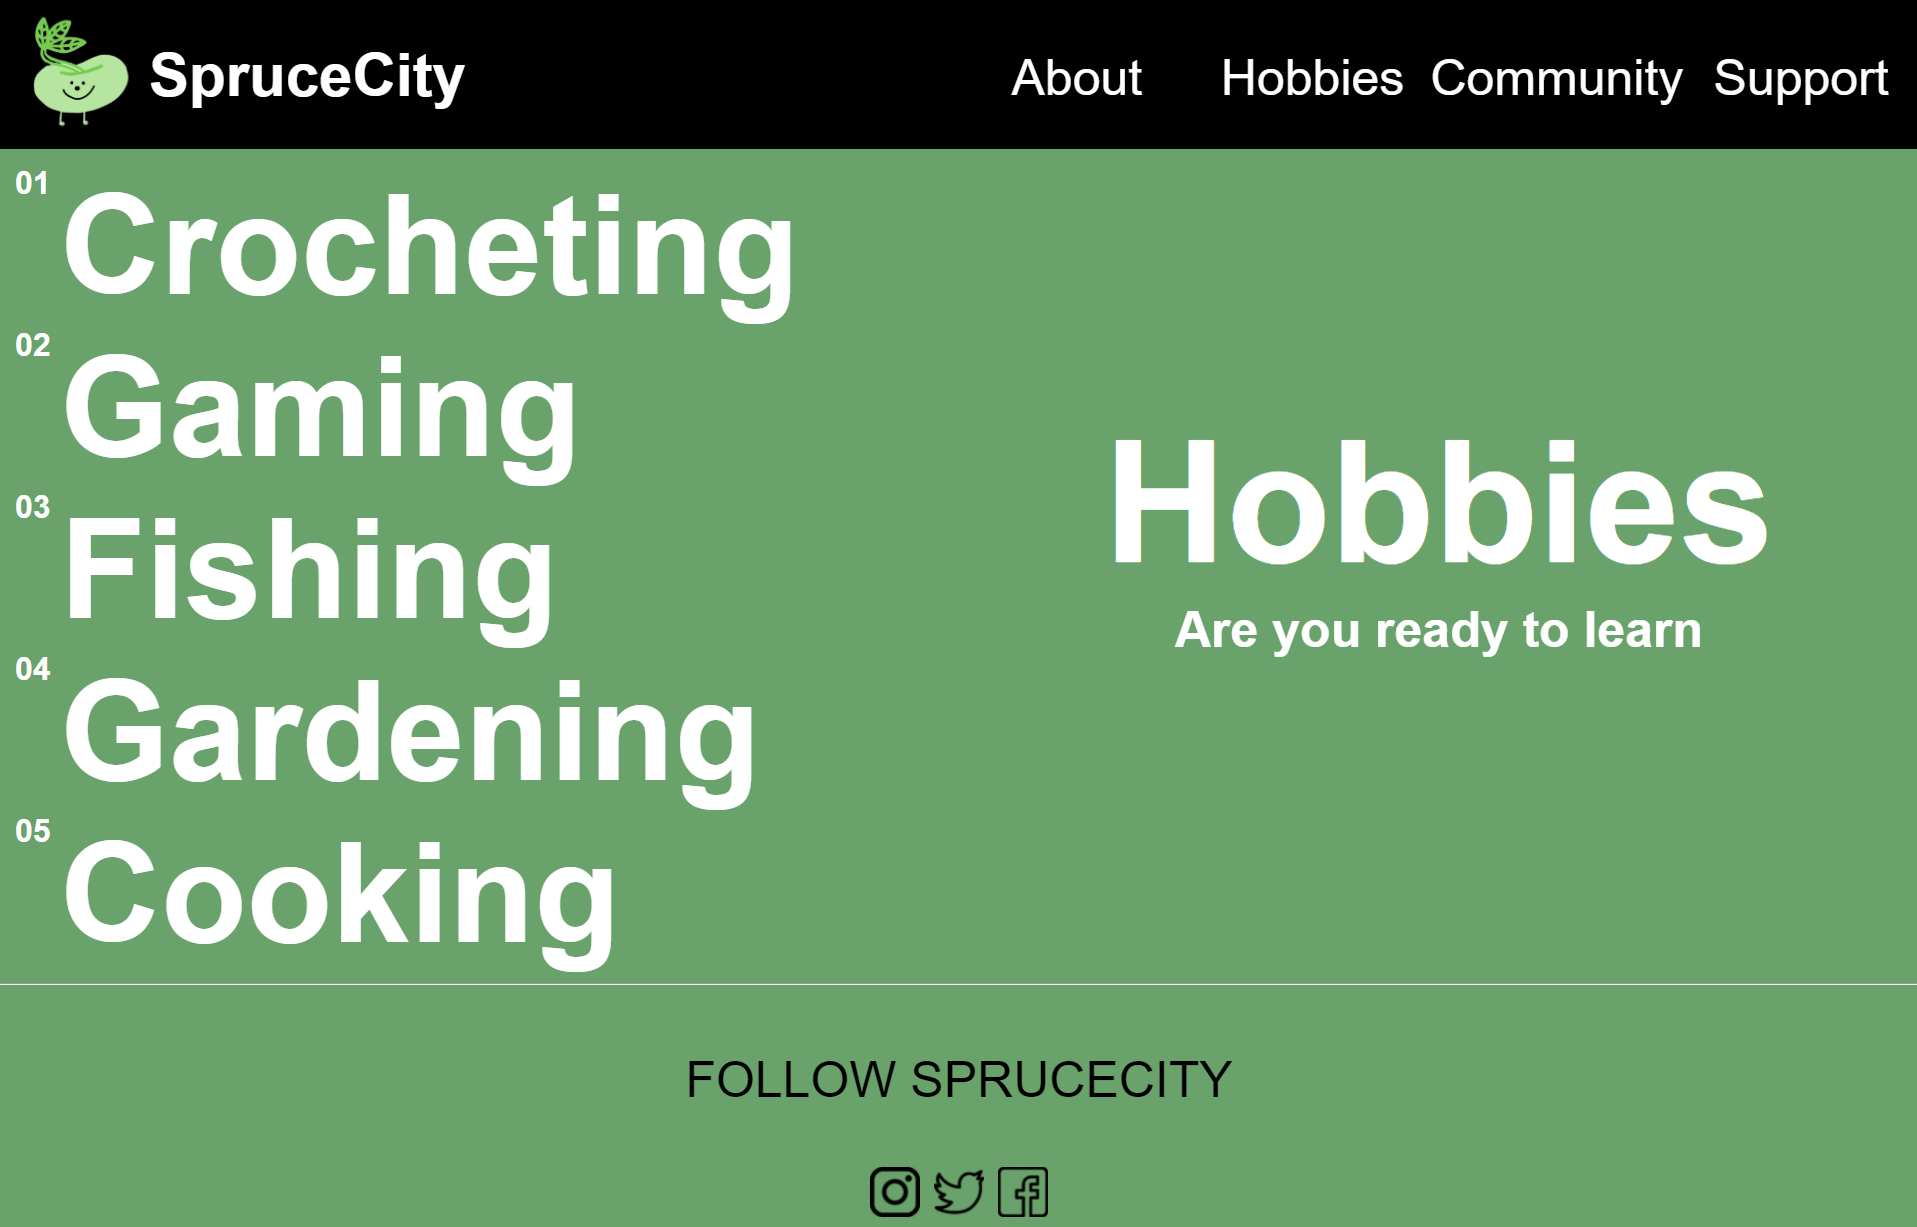 SpruceCity
About Hobbies Community Support
01
Crocheting
02
Gaming
03
Fishing
04
Gardening
05
Cooking
Hobbies
Are you ready to learn
FOLLOW SPRUCECITY